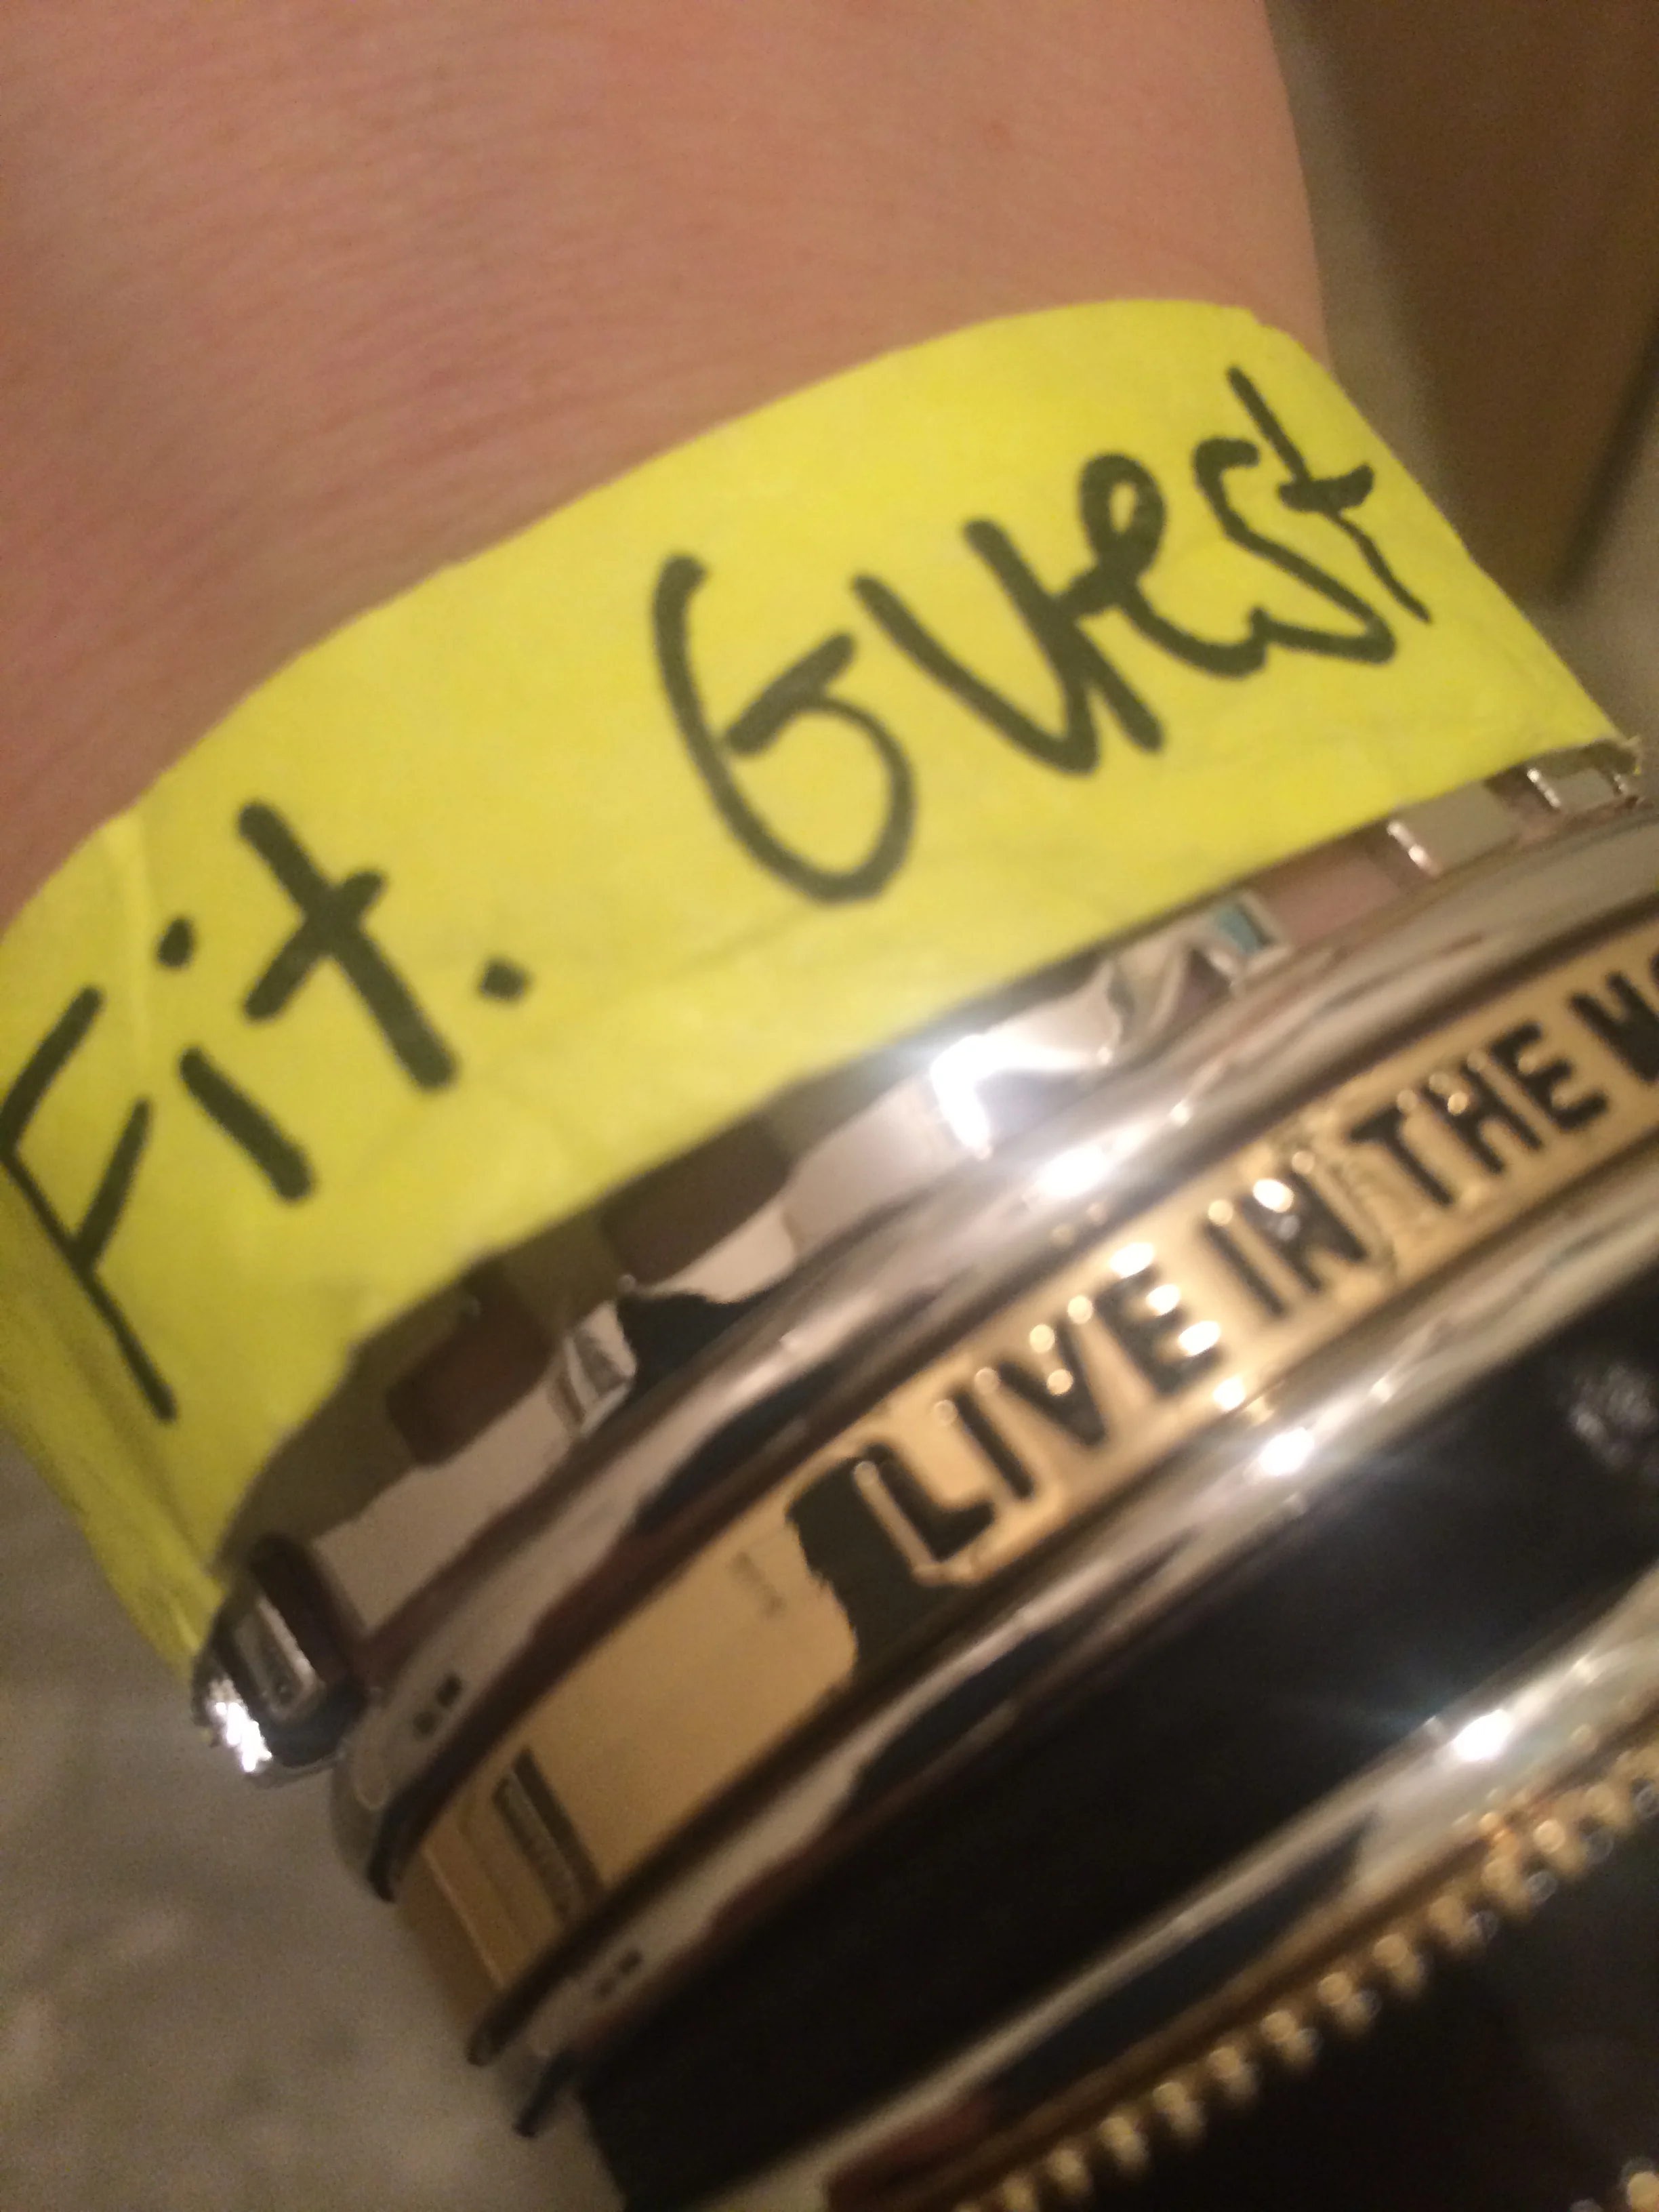 Fit. Guest
LIVE IN THE